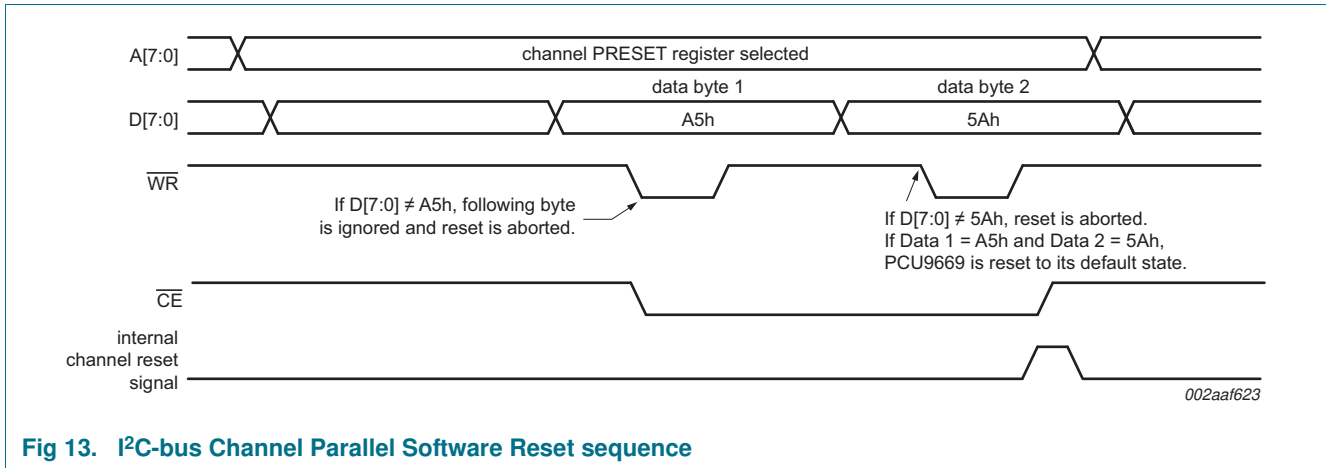 A[7:0]
channel PRESET register selected
data byte 1
data byte 2
D[7:0]
A5h
5Ah
WR
If D[7:0] ≠ A5h, following byte
is ignored and reset is aborted.
If D[7:0] ≠ 5Ah, reset is aborted.
If Data 1 = A5h and Data 2 = 5Ah,
PCU9669 is reset to its default state.
CE
internal
channel reset
signal
002aaf623
Fig 13. I²C-bus Channel Parallel Software Reset sequence